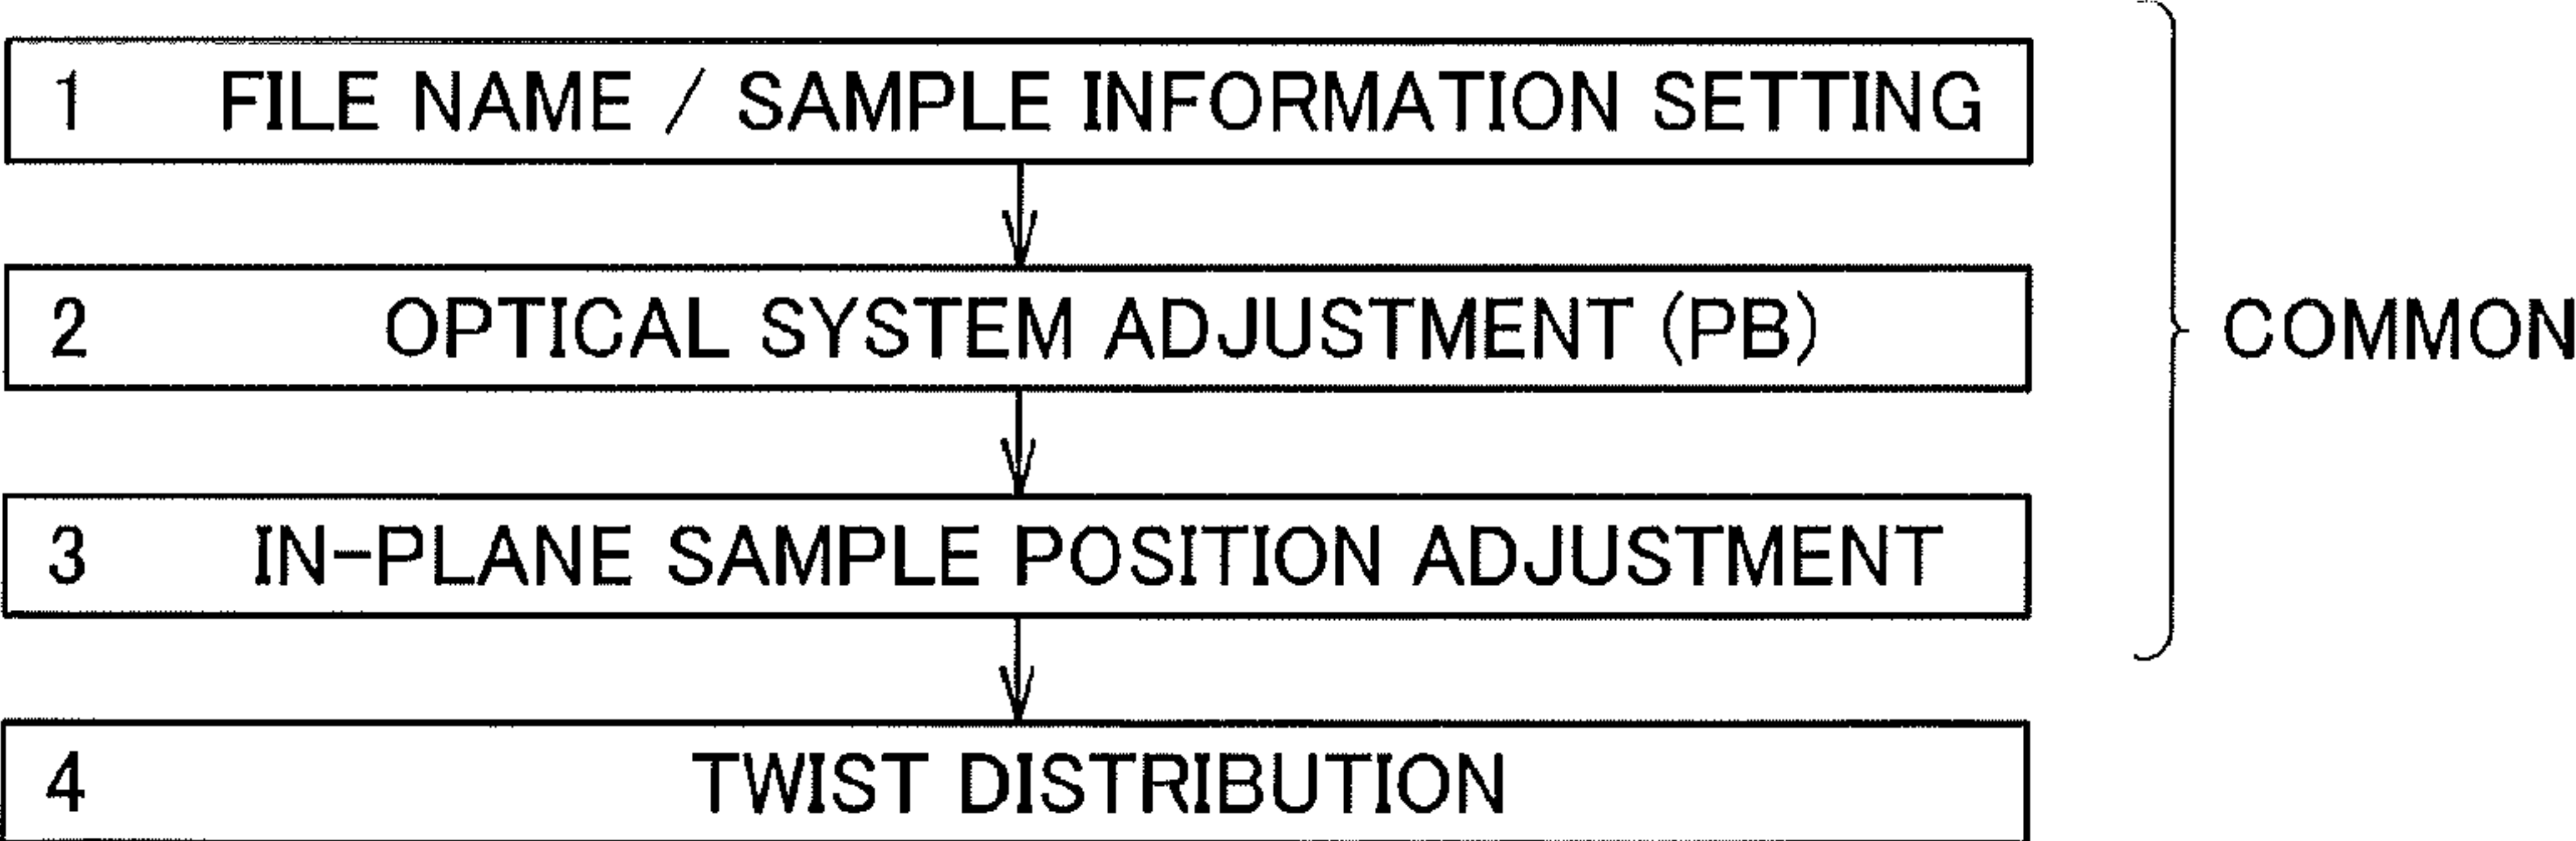 1 FILE NAME / SAMPLE INFORMATION SETTING
2 OPTICAL SYSTEM ADJUSTMENT (PB)
COMMON
3 IN-PLANE SAMPLE POSITION ADJUSTMENT
4 TWIST DISTRIBUTION